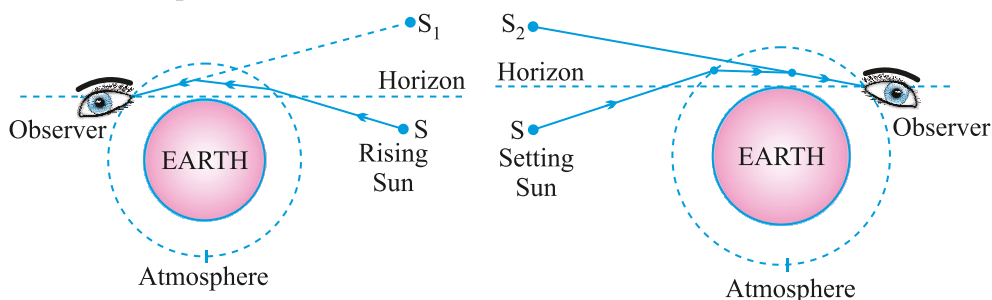 S₁
Horizon
Observer
S
Rising
Sun
EARTH
Atmosphere
S₂
Horizon
S
Setting
Sun
Observer
EARTH
Atmosphere